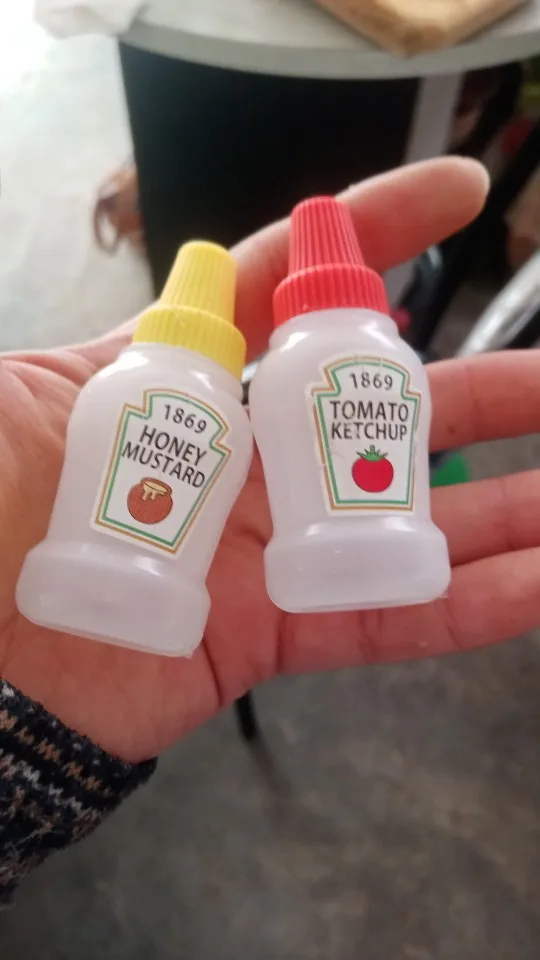 1869
HONEY
MUSTARD
1869
TOMATO
KETCHUP